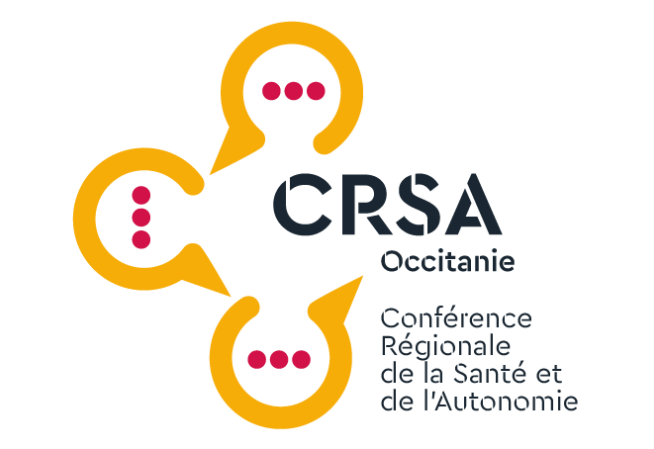 CRSA
Occitanie
Conférence
Régionale
de la Santé et
de l'Autonomie